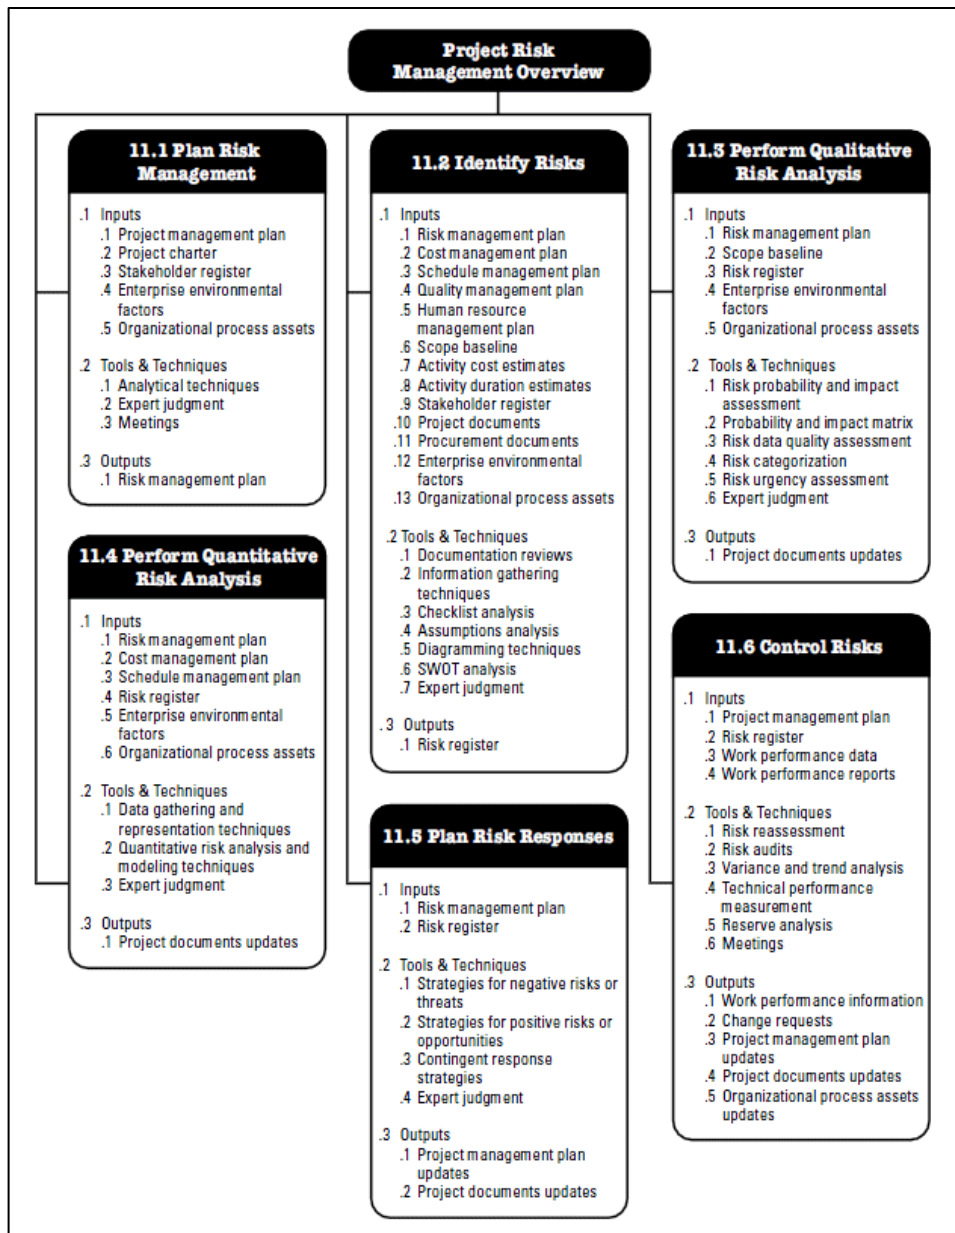 Project Risk
Management Overview
11.1 Plan Risk
Management
.1 Inputs
.1 Project management plan
.2 Project charter
.3 Stakeholder register
.4 Enterprise environmental
factors
.5 Organizational process assets
.2 Tools & Techniques
.1 Analytical techniques
.2 Expert judgment
.3 Meetings
.3 Outputs
.1 Risk management plan
11.2 Identify Risks
.1 Inputs
.1 Risk management plan
.2 Cost management plan
.3 Schedule management plan
.4 Quality management plan
.5 Human resource
management plan
.6 Scope baseline
.7 Activity cost estimates
.8 Activity duration estimates
.9 Stakeholder register
.10 Project documents
.11 Procurement documents
.12 Enterprise environmental
factors
.13 Organizational process assets
.2 Tools & Techniques
.1 Documentation reviews
.2 Information gathering
techniques
.3 Checklist analysis
.4 Assumptions analysis
.5 Diagramming techniques
.6 SWOT analysis
.7 Expert judgment
.3 Outputs
.1 Risk register
11.3 Perform Qualitative
Risk Analysis
.1 Inputs
.1 Risk management plan
.2 Scope baseline
.3 Risk register
.4 Enterprise environmental
factors
.5 Organizational process assets
.2 Tools & Techniques
.1 Risk probability and impact
assessment
.2 Probability and impact matrix
.3 Risk data quality assessment
.4 Risk categorization
.5 Risk urgency assessment
.6 Expert judgment
.3 Outputs
.1 Project documents updates
11.4 Perform Quantitative
Risk Analysis
.1 Inputs
.1 Risk management plan
.2 Cost management plan
.3 Schedule management plan
.4 Risk register
.5 Enterprise environmental
factors
.6 Organizational process assets
.2 Tools & Techniques
.1 Data gathering and
representation techniques
.2 Quantitative risk analysis and
modeling techniques
.3 Expert judgment
.3 Outputs
.1 Project documents updates
11.5 Plan Risk Responses
.1 Inputs
.1 Risk management plan
.2 Risk register
.2 Tools & Techniques
.1 Strategies for negative risks or
threats
.2 Strategies for positive risks or
opportunities
.3 Contingent response
strategies
.4 Expert judgment
.3 Outputs
.1 Project management plan
updates
.2 Project documents updates
11.6 Control Risks
.1 Inputs
.1 Project management plan
.2 Risk register
.3 Work performance data
.4 Work performance reports
.2 Tools & Techniques
.1 Risk reassessment
.2 Risk audits
.3 Variance and trend analysis
.4 Technical performance
measurement
.5 Reserve analysis
.6 Meetings
.3 Outputs
.1 Work performance information
.2 Change requests
.3 Project management plan
updates
.4 Project documents updates
.5 Organizational process assets
updates